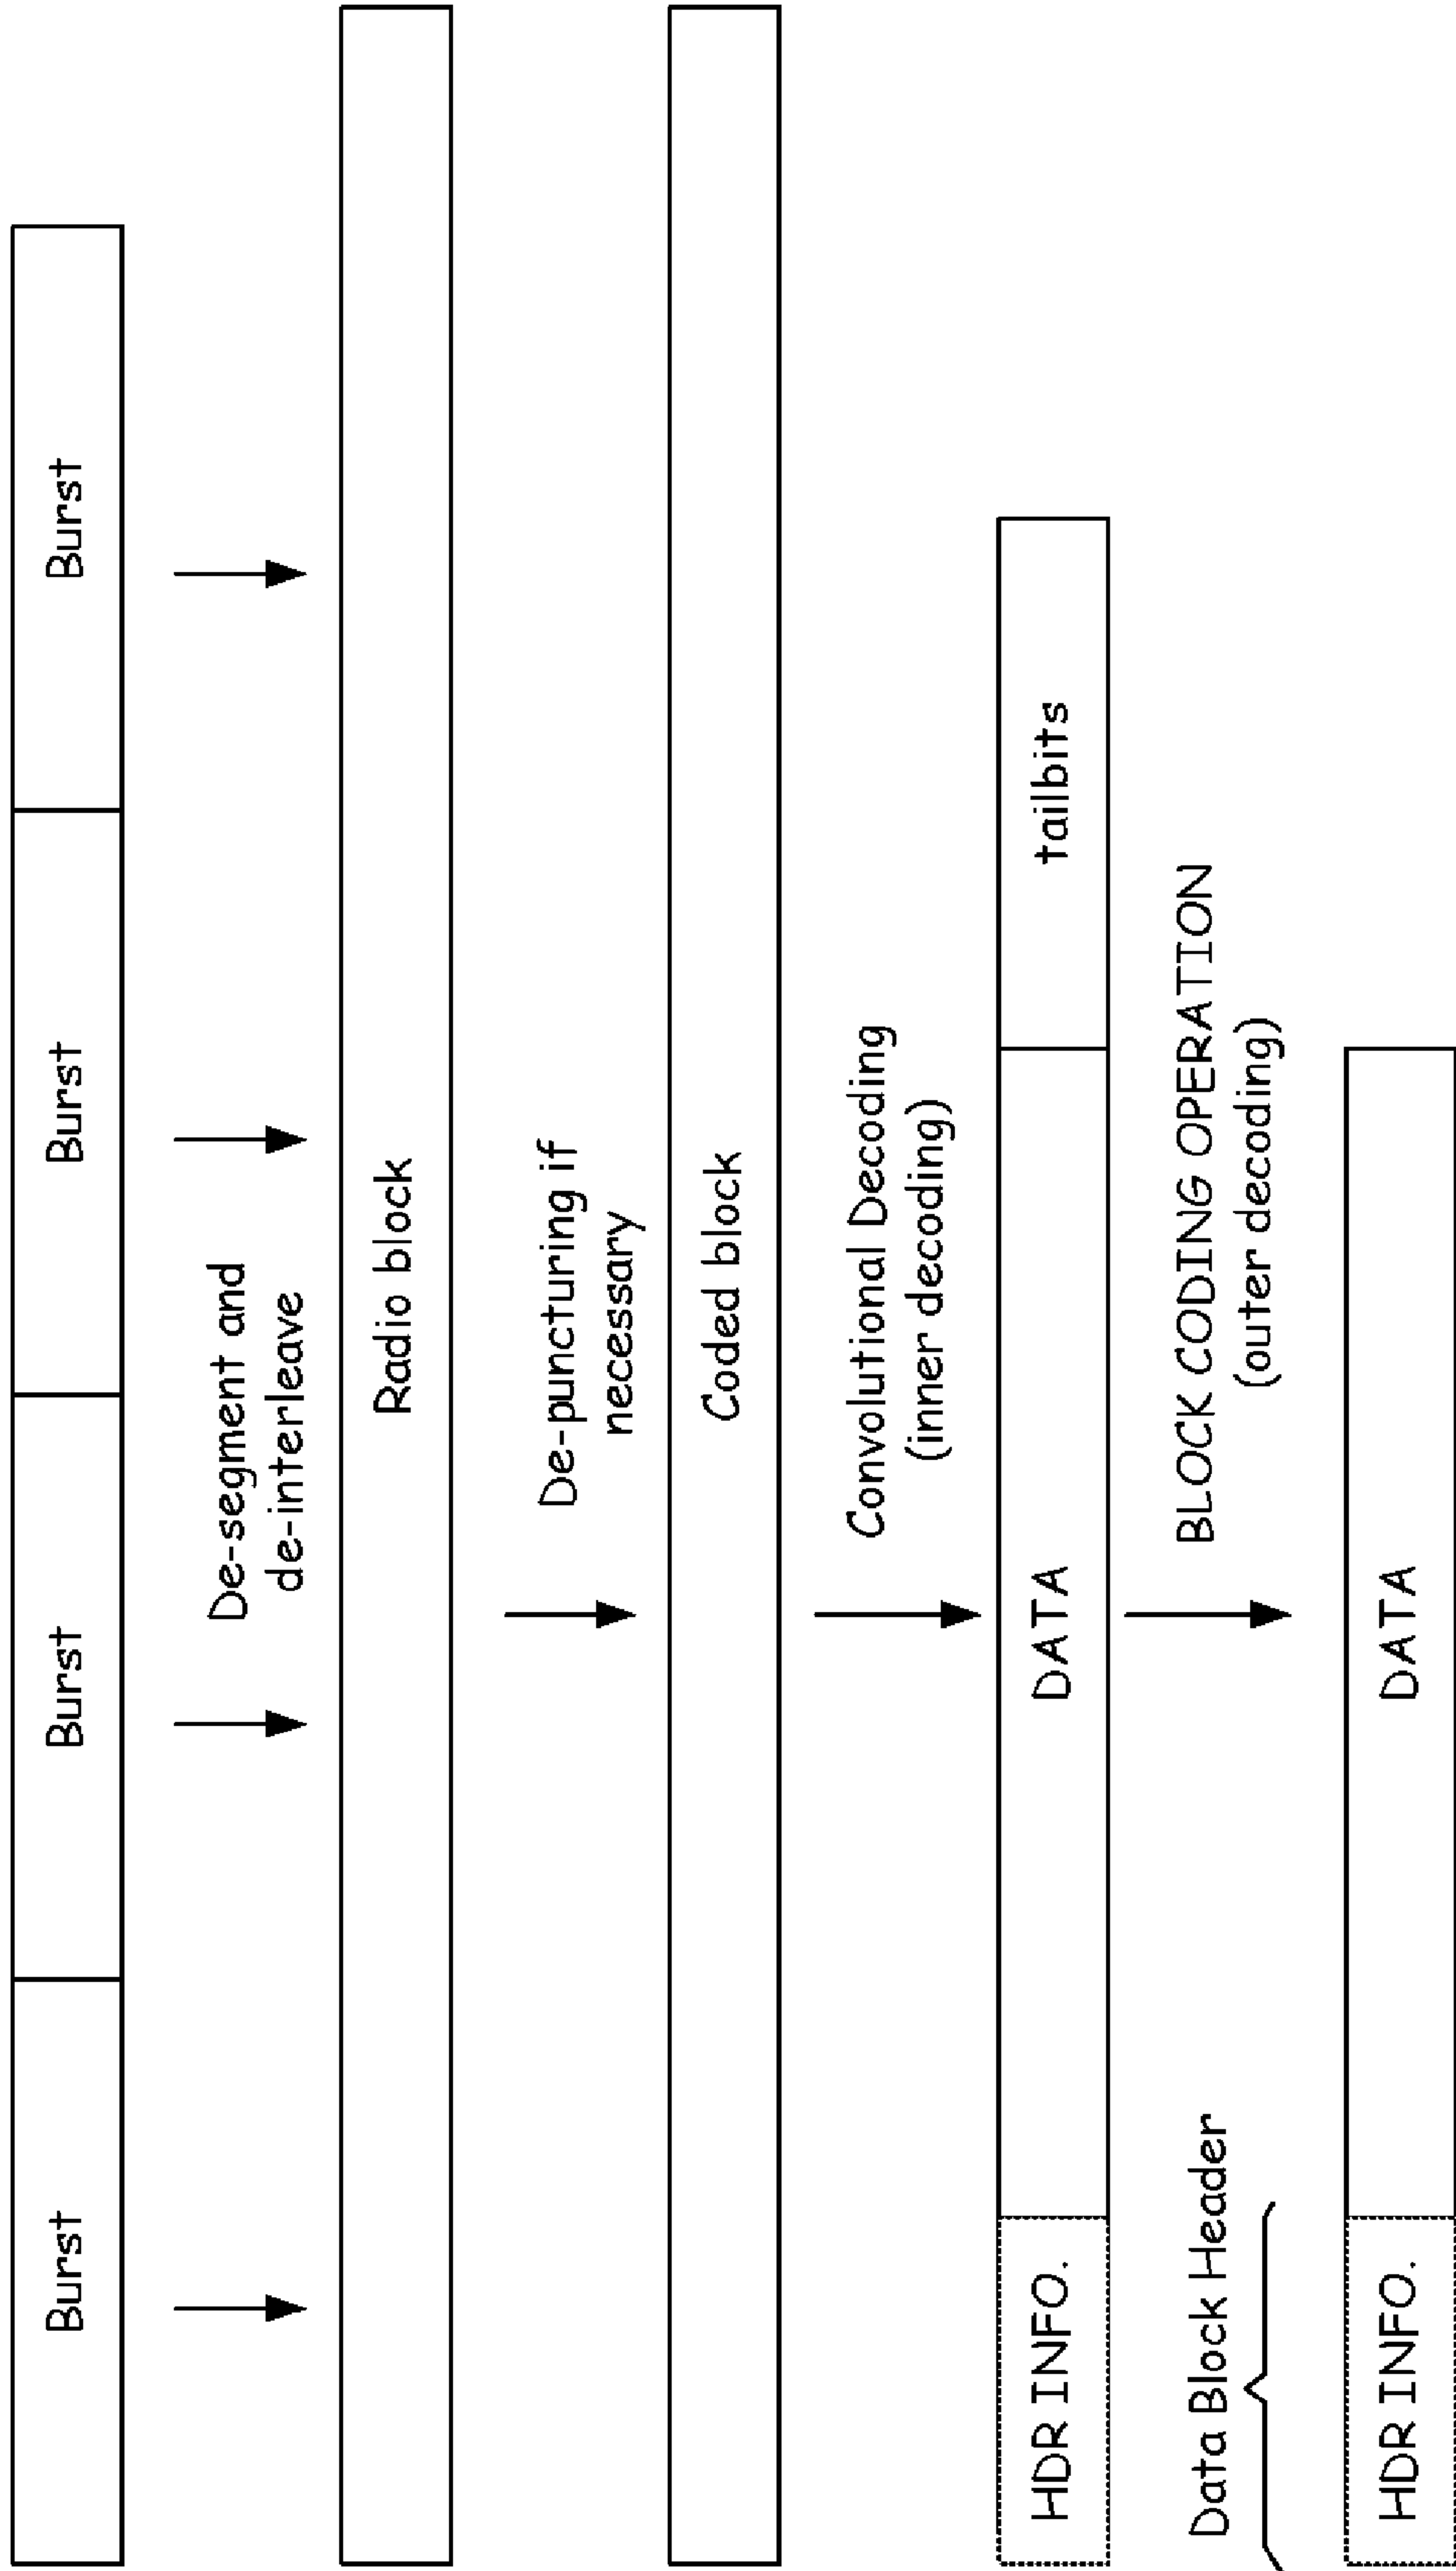 Burst
Burst
Burst
Burst
De-segment and
de-interleave
Radio block
De-puncturing if
necessary
Coded block
Convolutional Decoding
(inner decoding)
HDR INFO.
DATA
tailbits
Data Block Header
BLOCK CODING OPERATION
(outer decoding)
HDR INFO.
DATA